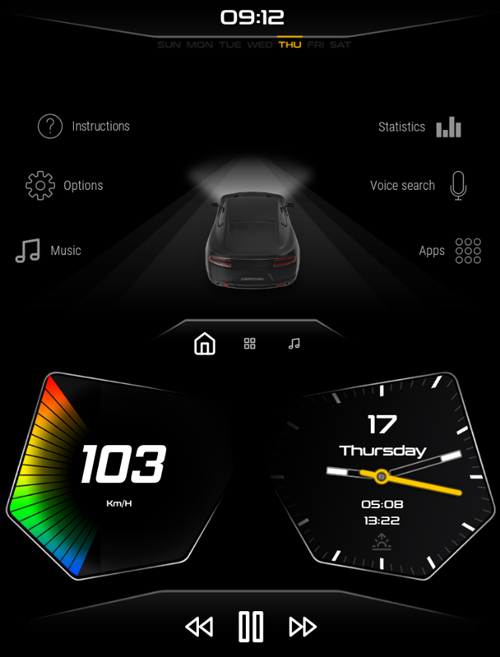 09:12
SUN MON TUE WED THU FRI SAT
Instructions
Statistics
Options
Voice search
Music
Apps
103
Km/H
17
Thursday
05:08
13:22